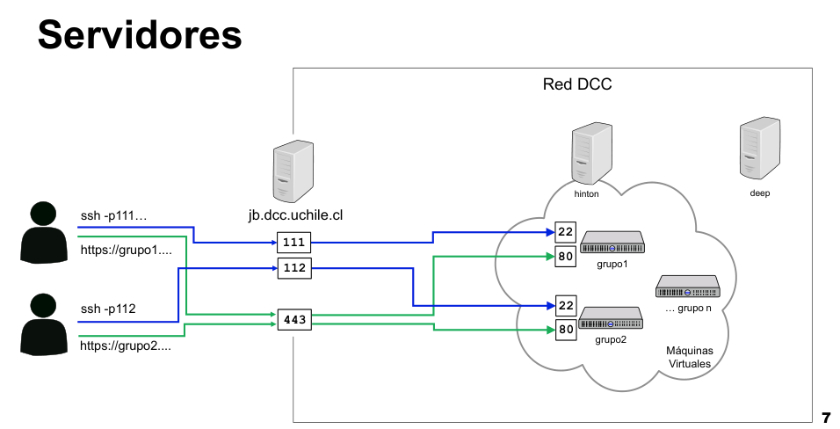 Servidores
Red DCC
hinton
deep
jb.dcc.uchile.cl
ssh -p111...
https://grupo1....
111
112
22
80
grupo1
ssh -p112
https://grupo2....
443
22
80
grupo2
... grupo n
Máquinas
Virtuales
7